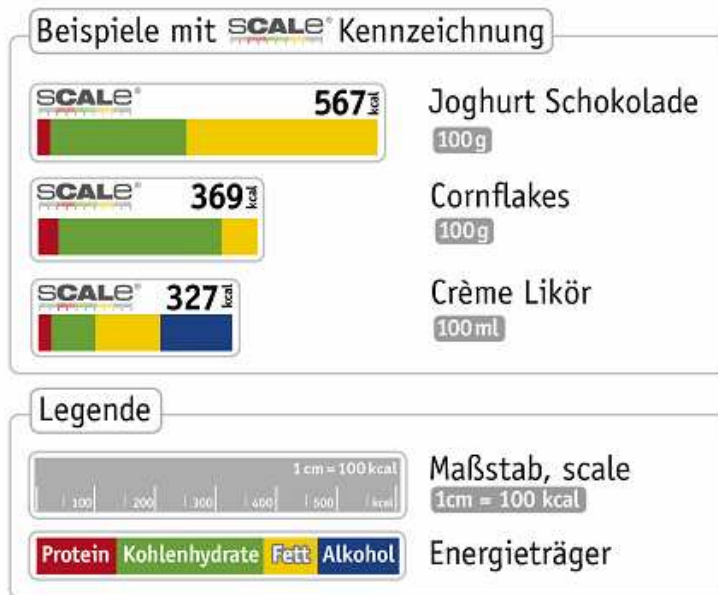 Beispiele mit SCALE® Kennzeichnung
SCALE® 567 kcal
Joghurt Schokolade
100g
SCALE® 369 kcal
Cornflakes
100g
SCALE® 327 kcal
Crème Likör
100ml
Legende
1cm = 100 kcal
100 200 300 400 500 kcal
Maßstab, scale
1cm = 100 kcal
Protein Kohlenhydrate Fett Alkohol
Energieträger